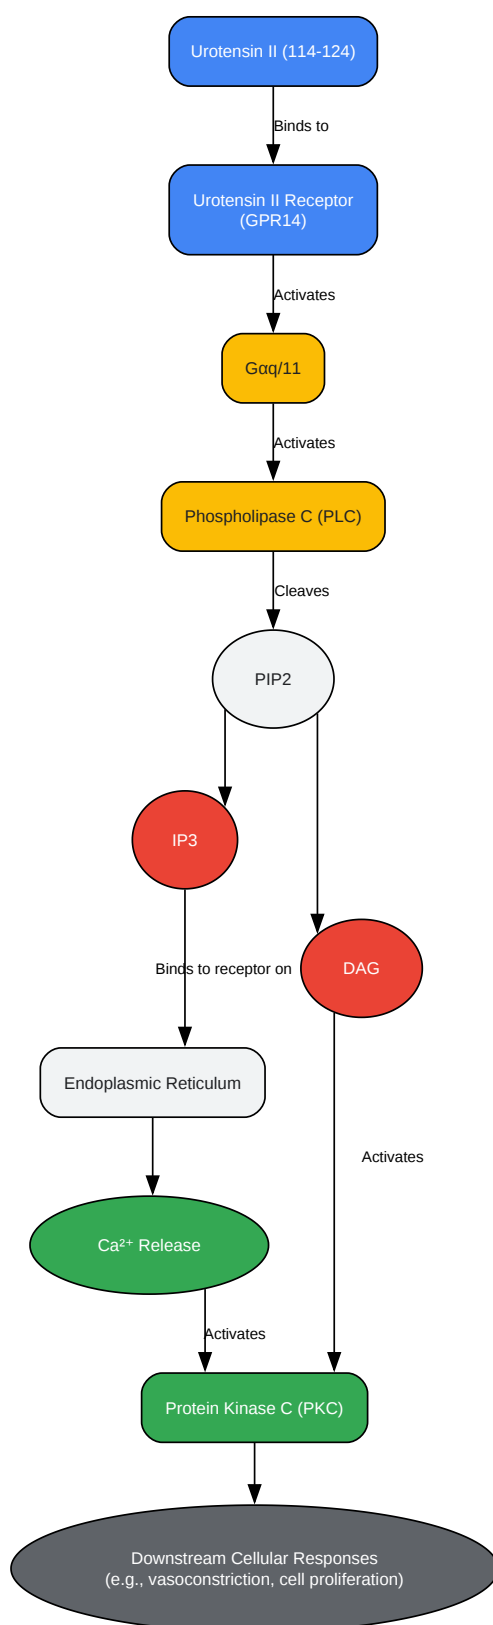 Urotensin II (114-124)
Binds to
Urotensin II Receptor
(GPR14)
Activates
Gαq/11
Activates
Phospholipase C (PLC)
Cleaves
PIP2
IP3
Binds to receptor on
DAG
Endoplasmic Reticulum
Activates
Ca²⁺ Release
Activates
Protein Kinase C (PKC)
Downstream Cellular Responses
(e.g., vasoconstriction, cell proliferation)